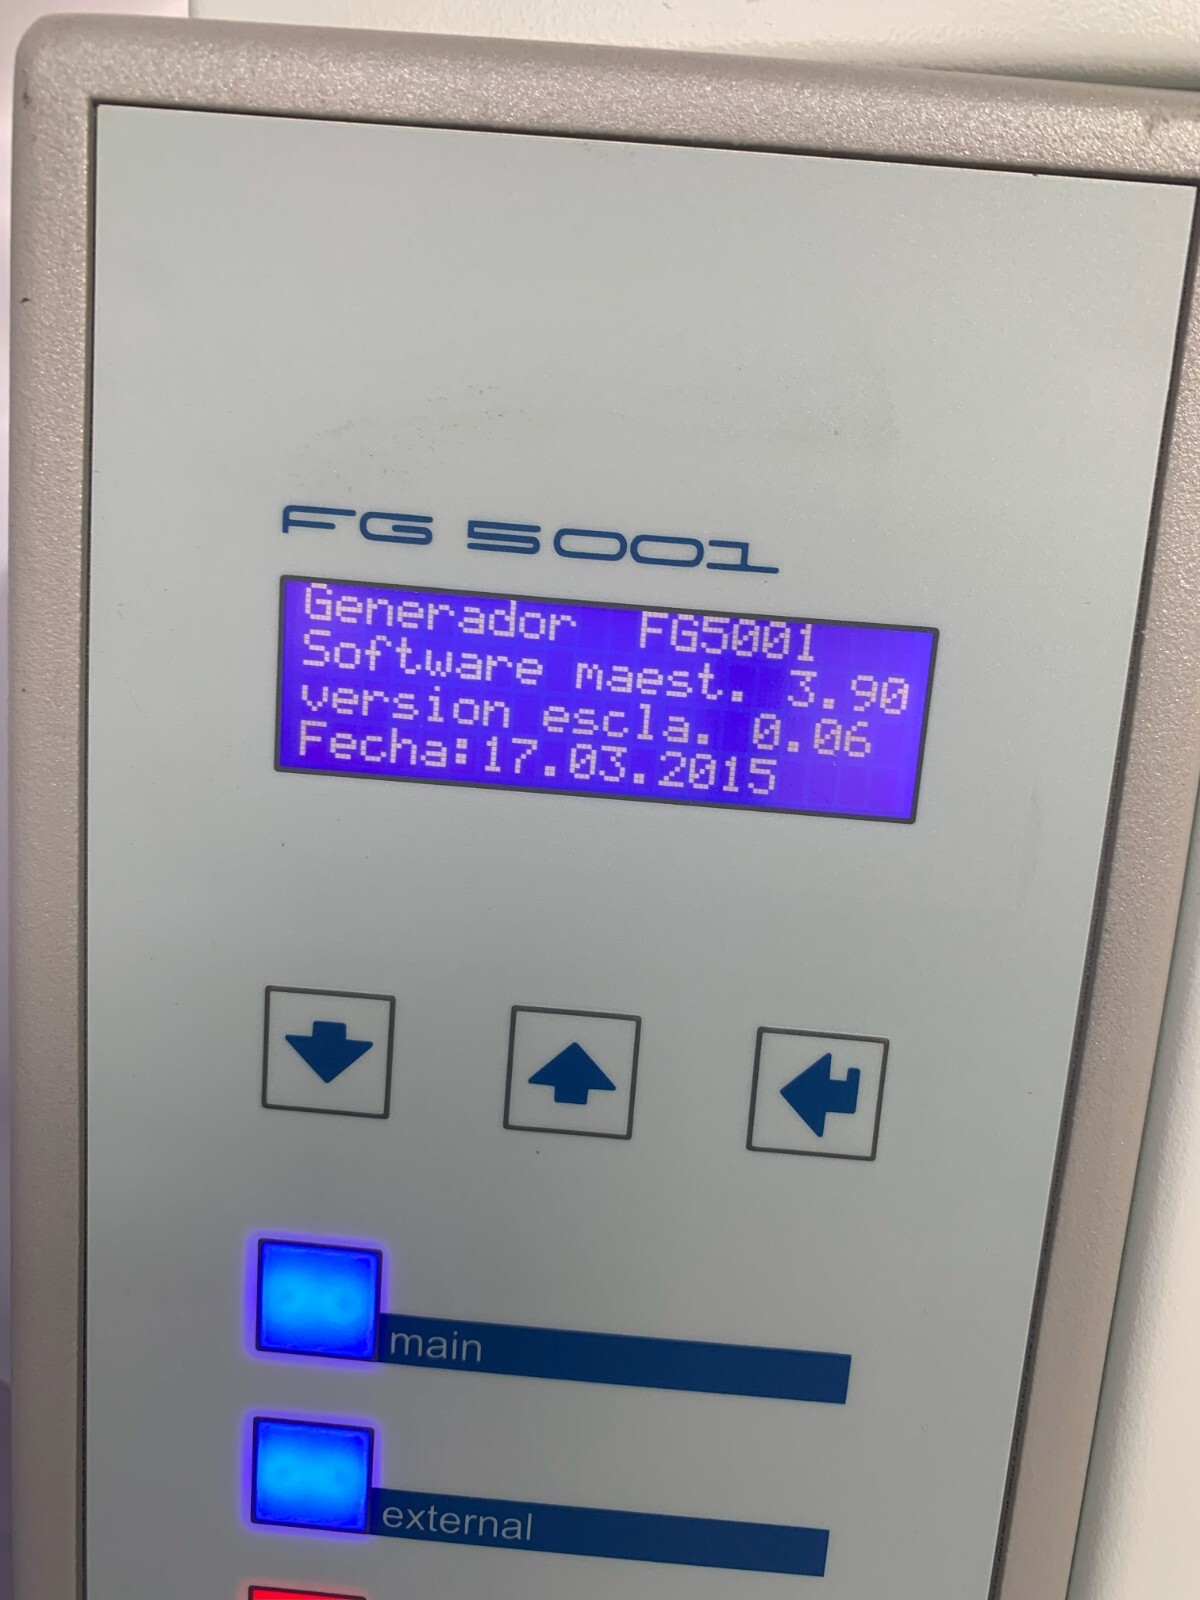 FG 5001
Generador FG5001
Software maest. 3.90
version escla. 0.06
Fecha:17.03.2015
main
external